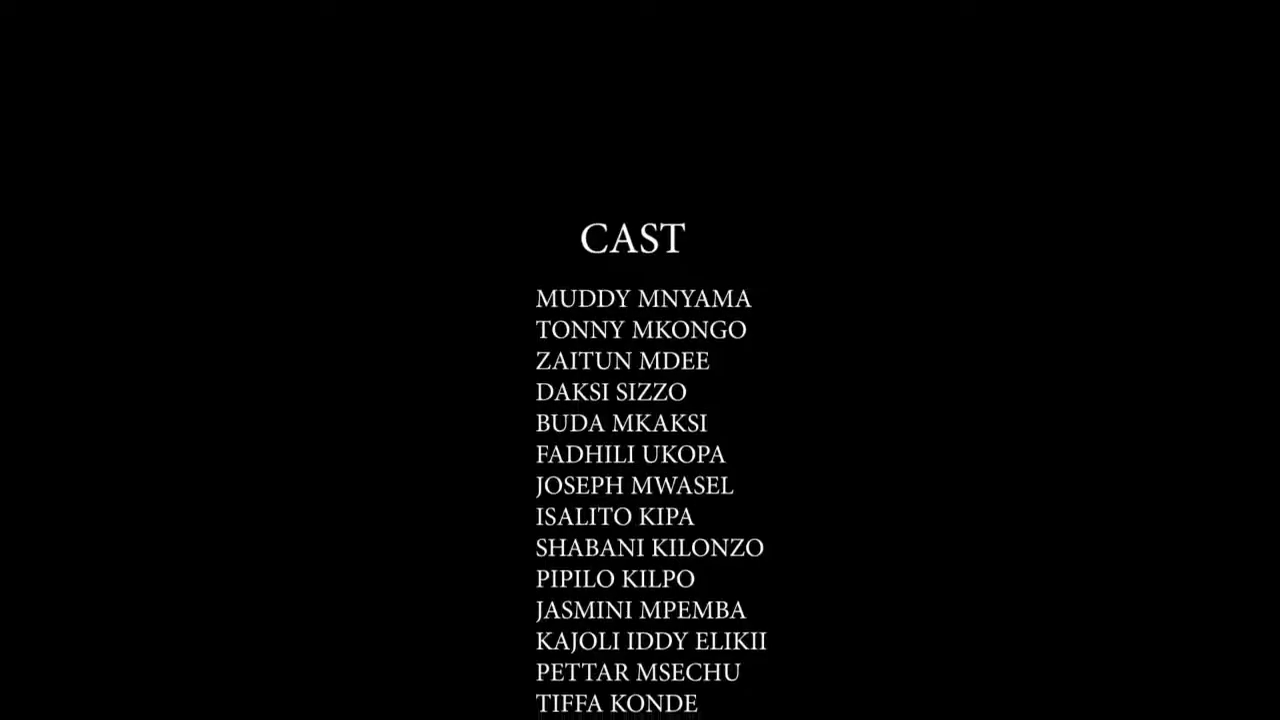 CAST
MUDDY MNYAMA
TONNY MKONGO
ZAITUN MDEE
DAKSI SIZZO
BUDA MKAKSI
FADHILI UKOPA
JOSEPH MWASEL
ISALITO KIPA
SHABANI KILONZO
PIPILO KILPO
JASMINI MPEMBA
KAJOLI IDDY ELIKII
PETTAR MSECHU
TIFFA KONDE